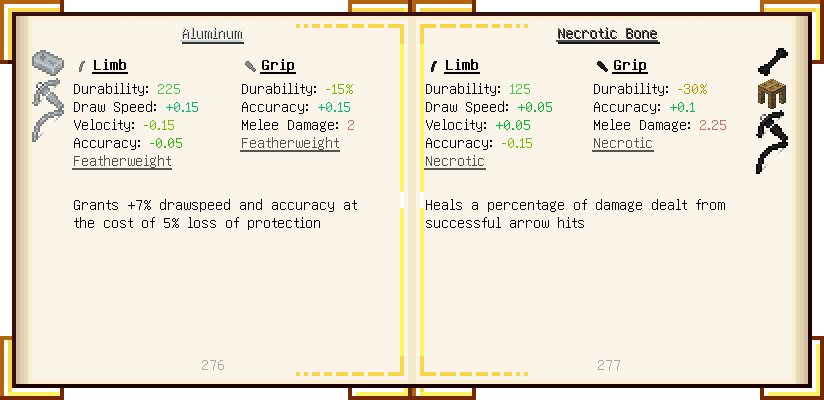 Aluminum
Limb
Durability: 225
Draw Speed: +0.15
Velocity: -0.15
Accuracy: -0.05
Featherweight
Grip
Durability: -15%
Accuracy: +0.15
Melee Damage: 2
Featherweight
Grants +7% drawspeed and accuracy at
the cost of 5% loss of protection
276
Necrotic Bone
Limb
Durability: 125
Draw Speed: +0.05
Velocity: +0.05
Accuracy: -0.15
Necrotic
Grip
Durability: -30%
Accuracy: +0.1
Melee Damage: 2.25
Necrotic
Heals a percentage of damage dealt from
successful arrow hits
277